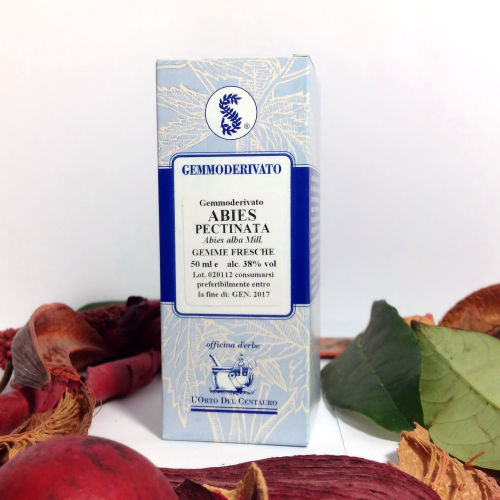 ®
GEMMODERIVATO
Gemmoderivato
ABIES
PECTINATA
Abies alba Mill.
GEMME FRESCHE
50 ml e alc. 38% vol
Lot. 020112 consumarsi
preferibilmente entro
la fine di: GEN. 2017
officina d'erbe
L'ORTO DEL CENTAURO